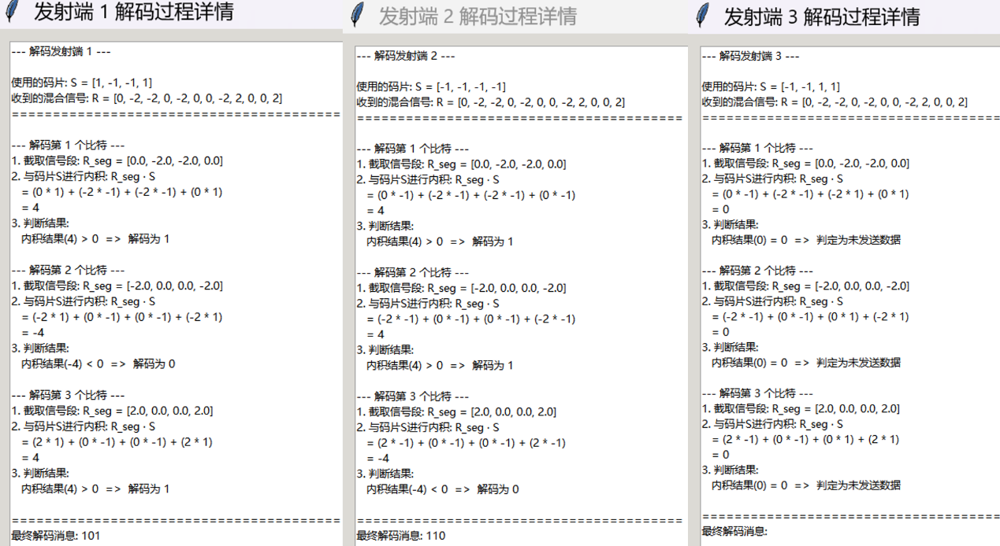 发射端 1 解码过程详情
--- 解码发射端 1 ---
使用的码片: S = [1, -1, -1, 1]
收到的混合信号: R = [0, -2, -2, 0, -2, 0, 0, -2, 2, 0, 0, 2]
========================================
--- 解码第 1 个比特 ---
1. 截取信号段: R_seg = [0.0, -2.0, -2.0, 0.0]
2. 与码片S进行内积: R_seg · S
= (0 * 1) + (-2 * -1) + (-2 * -1) + (0 * 1)
= 4
3. 判断结果:
内积结果(4) > 0 => 解码为 1
--- 解码第 2 个比特 ---
1. 截取信号段: R_seg = [-2.0, 0.0, 0.0, -2.0]
2. 与码片S进行内积: R_seg · S
= (-2 * 1) + (0 * -1) + (0 * -1) + (-2 * 1)
= -4
3. 判断结果:
内积结果(-4) < 0 => 解码为 0
--- 解码第 3 个比特 ---
1. 截取信号段: R_seg = [2.0, 0.0, 0.0, 2.0]
2. 与码片S进行内积: R_seg · S
= (2 * 1) + (0 * -1) + (0 * -1) + (2 * 1)
= 4
3. 判断结果:
内积结果(4) > 0 => 解码为 1
========================================
最终解码消息: 101
发射端 2 解码过程详情
--- 解码发射端 2 ---
使用的码片: S = [-1, -1, -1, -1]
收到的混合信号: R = [0, -2, -2, 0, -2, 0, 0, -2, 2, 0, 0, 2]
========================================
--- 解码第 1 个比特 ---
1. 截取信号段: R_seg = [0.0, -2.0, -2.0, 0.0]
2. 与码片S进行内积: R_seg · S
= (0 * -1) + (-2 * -1) + (-2 * -1) + (0 * -1)
= 4
3. 判断结果:
内积结果(4) > 0 => 解码为 1
--- 解码第 2 个比特 ---
1. 截取信号段: R_seg = [-2.0, 0.0, 0.0, -2.0]
2. 与码片S进行内积: R_seg · S
= (-2 * -1) + (0 * -1) + (0 * -1) + (-2 * -1)
= 4
3. 判断结果:
内积结果(4) > 0 => 解码为 1
--- 解码第 3 个比特 ---
1. 截取信号段: R_seg = [2.0, 0.0, 0.0, 2.0]
2. 与码片S进行内积: R_seg · S
= (2 * -1) + (0 * -1) + (0 * -1) + (2 * -1)
= -4
3. 判断结果:
内积结果(-4) < 0 => 解码为 0
========================================
最终解码消息: 110
发射端 3 解码过程详情
--- 解码发射端 3 ---
使用的码片: S = [-1, -1, 1, 1]
收到的混合信号: R = [0, -2, -2, 0, -2, 0, 0, -2, 2, 0, 0, 2]
====================================
--- 解码第 1 个比特 ---
1. 截取信号段: R_seg = [0.0, -2.0, -2.0, 0.0]
2. 与码片S进行内积: R_seg · S
= (0 * -1) + (-2 * -1) + (-2 * 1) + (0 * 1)
= 0
3. 判断结果:
内积结果(0) = 0 => 判定为未发送数据
--- 解码第 2 个比特 ---
1. 截取信号段: R_seg = [-2.0, 0.0, 0.0, -2.0]
2. 与码片S进行内积: R_seg · S
= (-2 * -1) + (0 * -1) + (0 * 1) + (-2 * 1)
= 0
3. 判断结果:
内积结果(0) = 0 => 判定为未发送数据
--- 解码第 3 个比特 ---
1. 截取信号段: R_seg = [2.0, 0.0, 0.0, 2.0]
2. 与码片S进行内积: R_seg · S
= (2 * -1) + (0 * -1) + (0 * 1) + (2 * 1)
= 0
3. 判断结果:
内积结果(0) = 0 => 判定为未发送数据
====================================
最终解码消息: